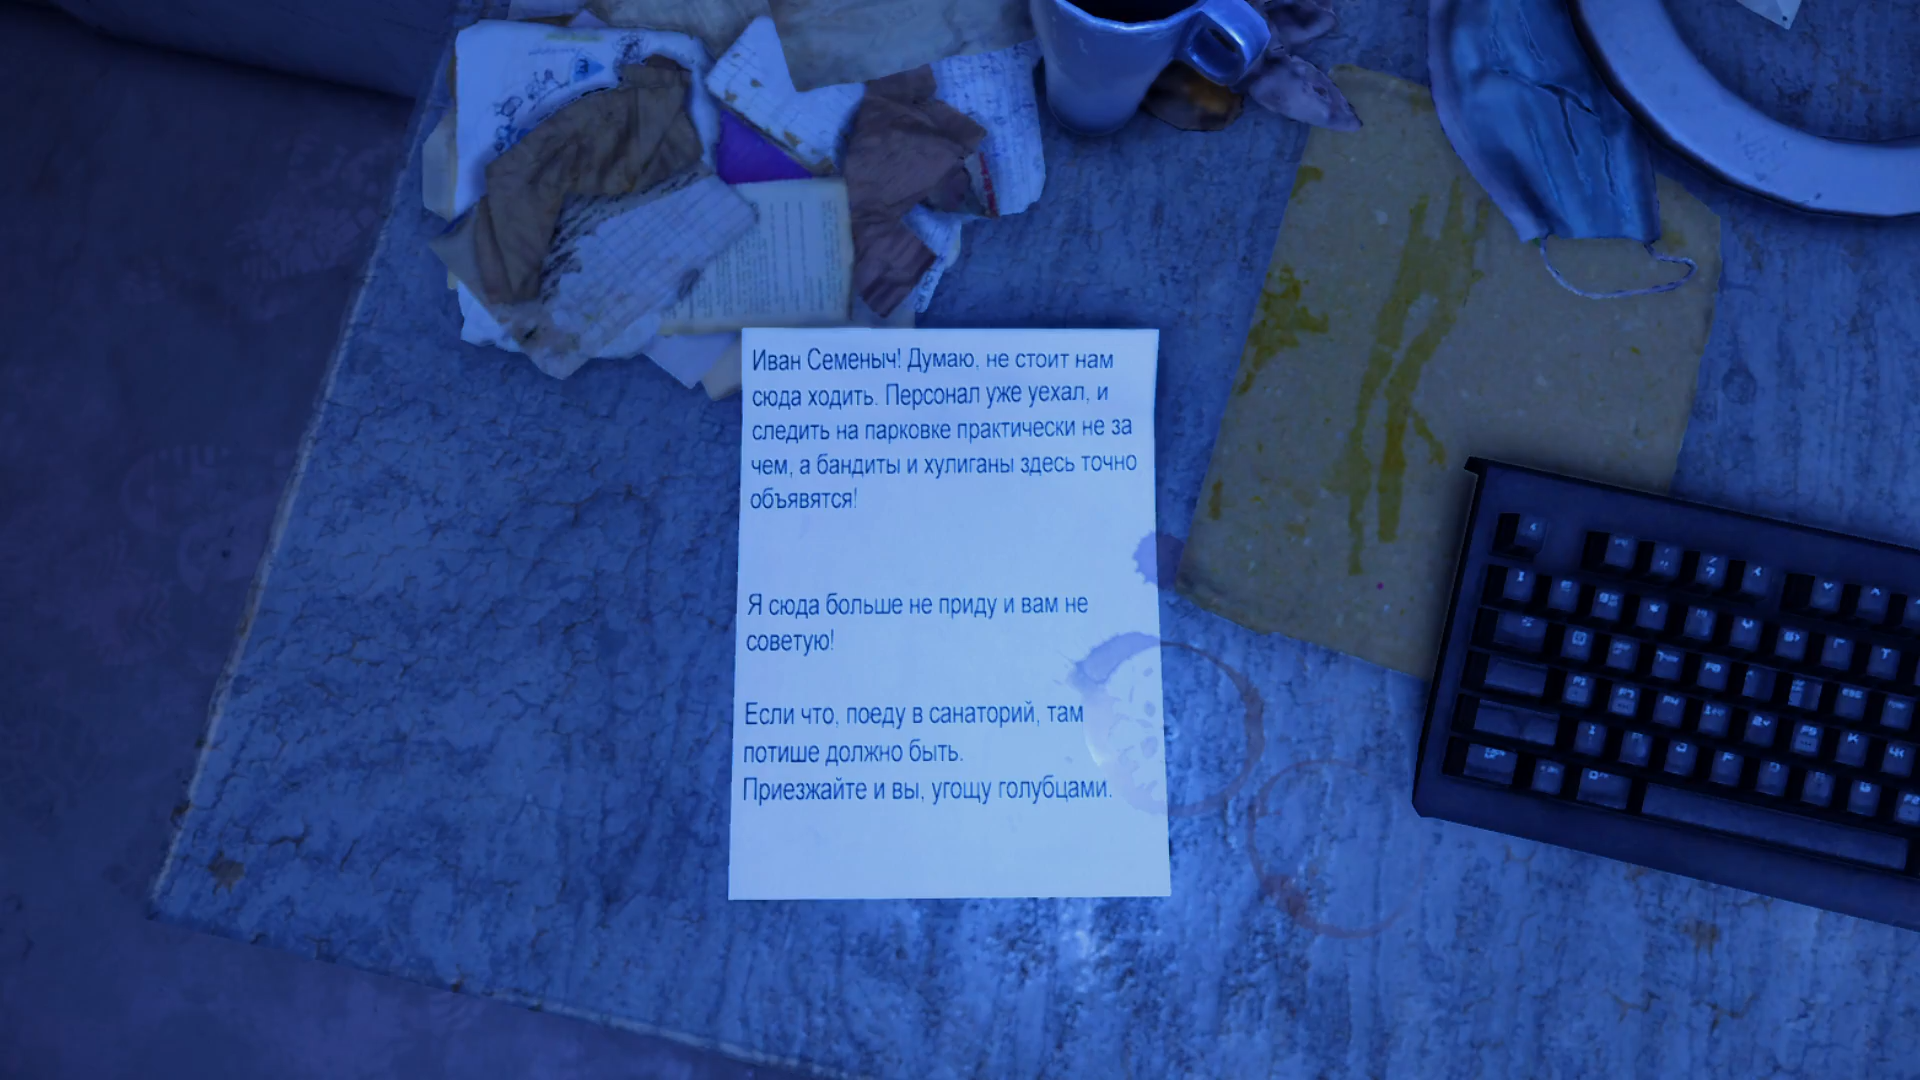 Иван Семеныч! Думаю, не стоит нам
сюда ходить. Персонал уже уехал, и
следить на парковке практически не за
чем, а бандиты и хулиганы здесь точно
объявятся!
Я сюда больше не приду и вам не
советую!
Если что, поеду в санаторий, там
потише должно быть.
Приезжайте и вы, угощу голубцами.